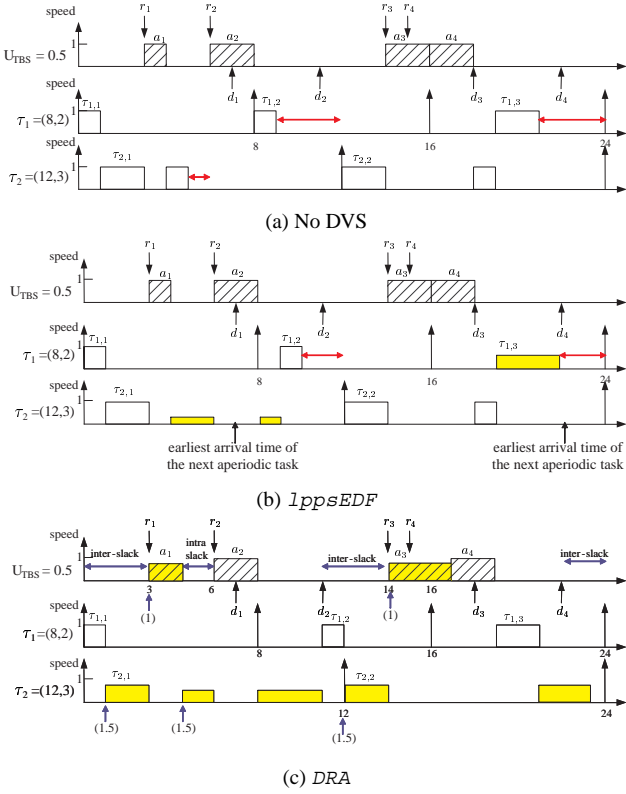 speed
r1 r2 r3 r4
1 a1 a2 a3 a4
UTBS = 0.5
speed d1 d2 d3 d4
1 τ1,1 τ1,2 τ1,3
τ1 =(8,2)
speed 8 16 24
1 τ2,1 τ2,2
τ2 =(12,3)
(a) No DVS
r1 r2 r3 r4
speed
1 a1 a2 a3 a4
UTBS = 0.5
speed d1 d2 d3 d4
1 τ1,1 τ1,2 τ1,3
τ1 =(8,2)
speed 8 16 24
1 τ2,1 τ2,2
τ2 =(12,3)
earliest arrival time of the next aperiodic task
earliest arrival time of the next aperiodic task
(b) lppsEDF
r1 r2 r3 r4
speed inter-slack a1 intra slack a2 inter-slack a3 a4 inter-slack
1
UTBS = 0.5
3 6 14 16
speed (1) d1 d2 (1) d3 d4
1 τ1,1 τ1,2 τ1,3
τ1=(8,2)
speed 8 16 24
1 τ2,1 τ2,2
τ2 =(12,3)
12 24
(1.5) (1.5) (1.5)
(c) DRA